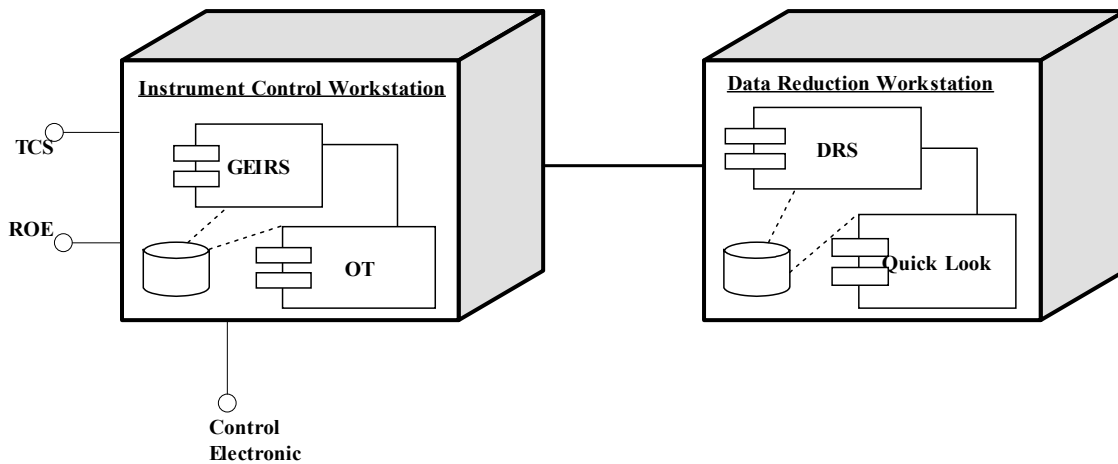 Instrument Control Workstation
Data Reduction Workstation
TCS
GEIRS
DRS
ROE
OT
Quick Look
Control
Electronic